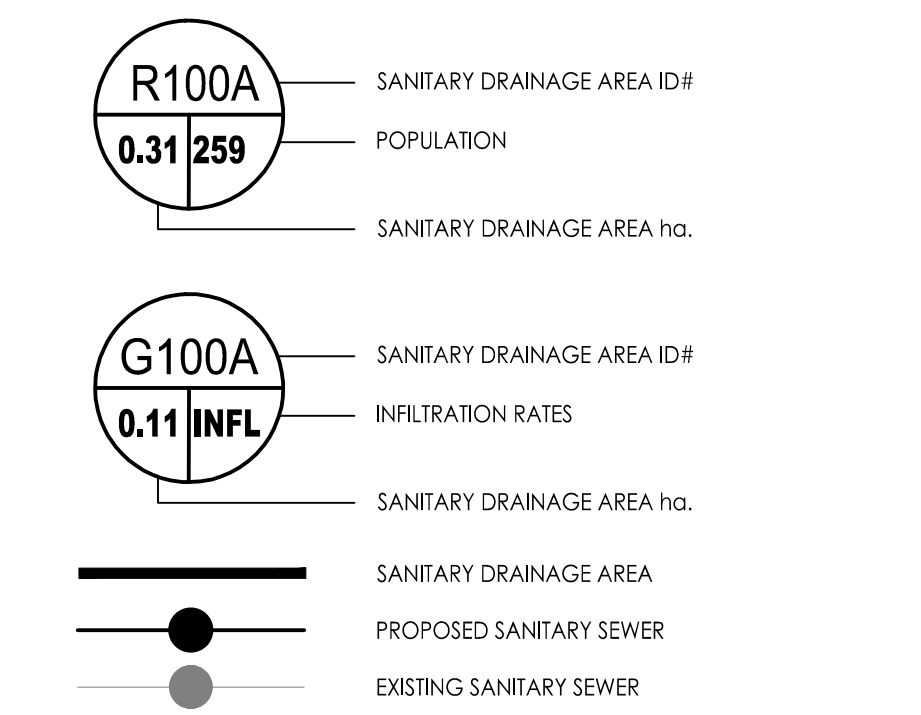 R100A
SANITARY DRAINAGE AREA ID#
0.31 259
POPULATION
SANITARY DRAINAGE AREA ha.
G100A
SANITARY DRAINAGE AREA ID#
0.11 INFL
INFILTRATION RATES
SANITARY DRAINAGE AREA ha.
SANITARY DRAINAGE AREA
PROPOSED SANITARY SEWER
EXISTING SANITARY SEWER